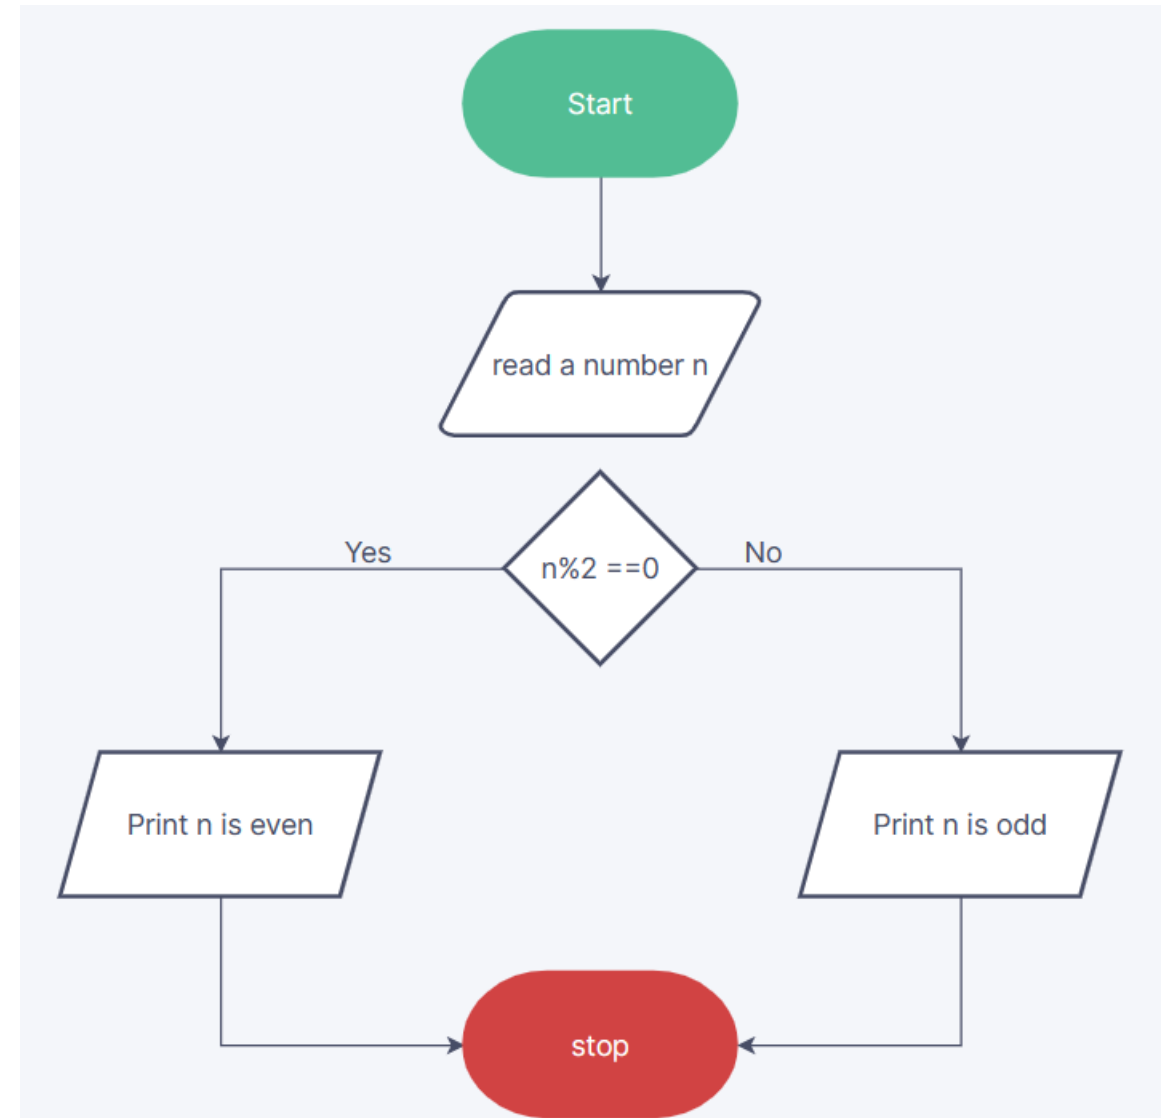 Start
read a number n
Yes
n%2 ==0
No
Print n is even
Print n is odd
stop